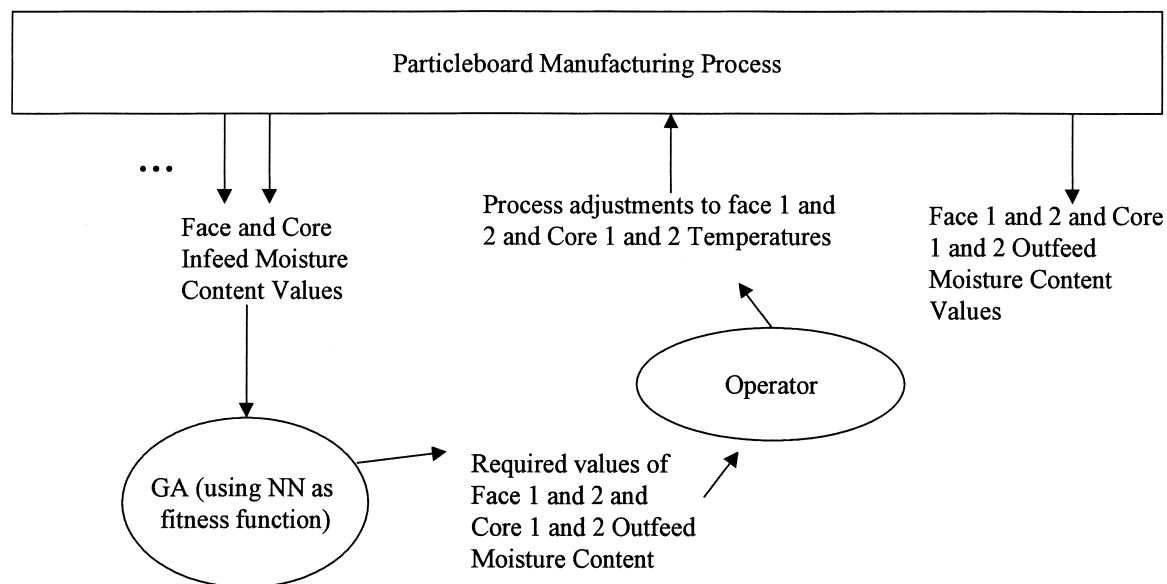 Particleboard Manufacturing Process
...
Face and Core
Infeed Moisture
Content Values
Process adjustments to face 1 and
2 and Core 1 and 2 Temperatures
Face 1 and 2 and Core
1 and 2 Outfeed
Moisture Content
Values
Operator
GA (using NN as
fitness function)
Required values of
Face 1 and 2 and
Core 1 and 2 Outfeed
Moisture Content